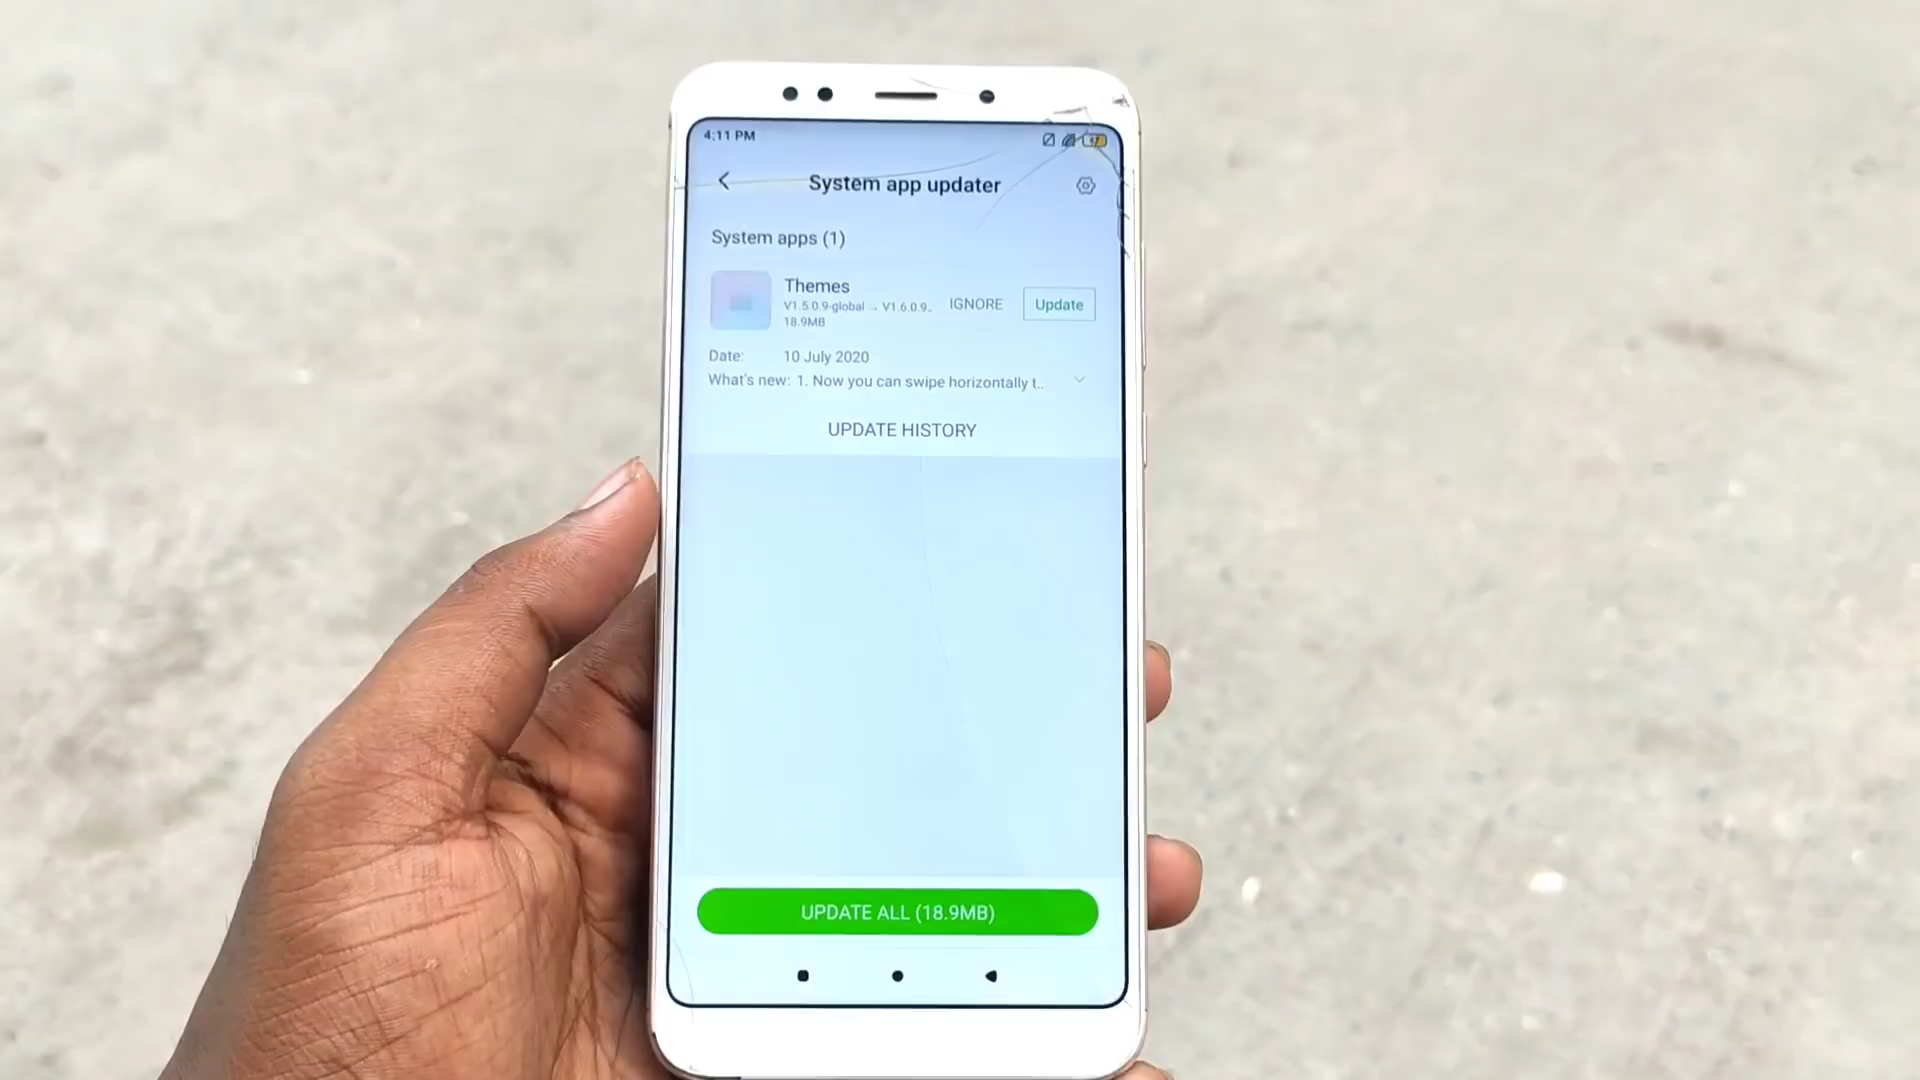 4:11 PM
System app updater
System apps (1)
Themes
V1.5.0.9-global → V1.6.0.9..
18.9MB
IGNORE
Update
Date: 10 July 2020
What's new: 1. Now you can swipe horizontally t...
UPDATE HISTORY
UPDATE ALL (18.9MB)